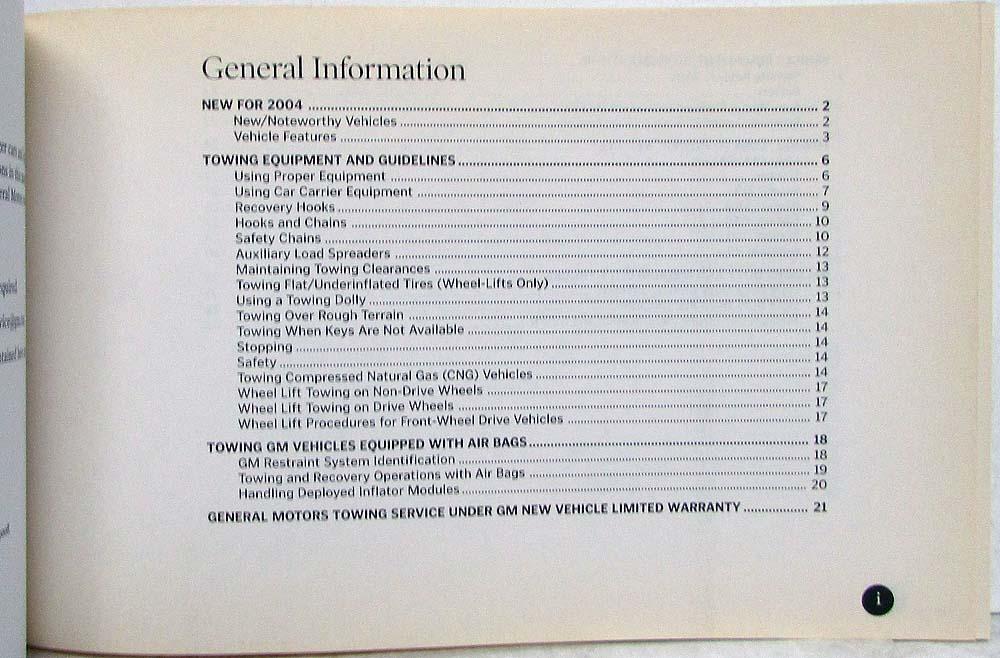 General Information
NEW FOR 2004 ........ 2
New/Noteworthy Vehicles ........ 2
Vehicle Features ........ 3
TOWING EQUIPMENT AND GUIDELINES ........ 6
Using Proper Equipment ........ 6
Using Car Carrier Equipment ........ 7
Recovery Hooks ........ 9
Hooks and Chains ........ 10
Safety Chains ........ 10
Auxiliary Load Spreaders ........ 12
Maintaining Towing Clearances ........ 13
Towing Flat/Underinflated Tires (Wheel-Lifts Only) ........ 13
Using a Towing Dolly ........ 13
Towing Over Rough Terrain ........ 14
Towing When Keys Are Not Available ........ 14
Stopping ........ 14
Safety ........ 14
Towing Compressed Natural Gas (CNG) Vehicles ........ 14
Wheel Lift Towing on Non-Drive Wheels ........ 17
Wheel Lift Towing on Drive Wheels ........ 17
Wheel Lift Procedures for Front-Wheel Drive Vehicles ........ 17
TOWING GM VEHICLES EQUIPPED WITH AIR BAGS ........ 18
GM Restraint System Identification ........ 18
Towing and Recovery Operations with Air Bags ........ 19
Handling Deployed Inflator Modules ........ 20
GENERAL MOTORS TOWING SERVICE UNDER GM NEW VEHICLE LIMITED WARRANTY ........ 21
i